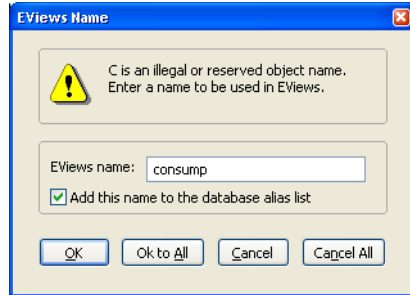 EViews Name
C is an illegal or reserved object name.
Enter a name to be used in EViews.
EViews name: consump
Add this name to the database alias list
OK Ok to All Cancel Cancel All